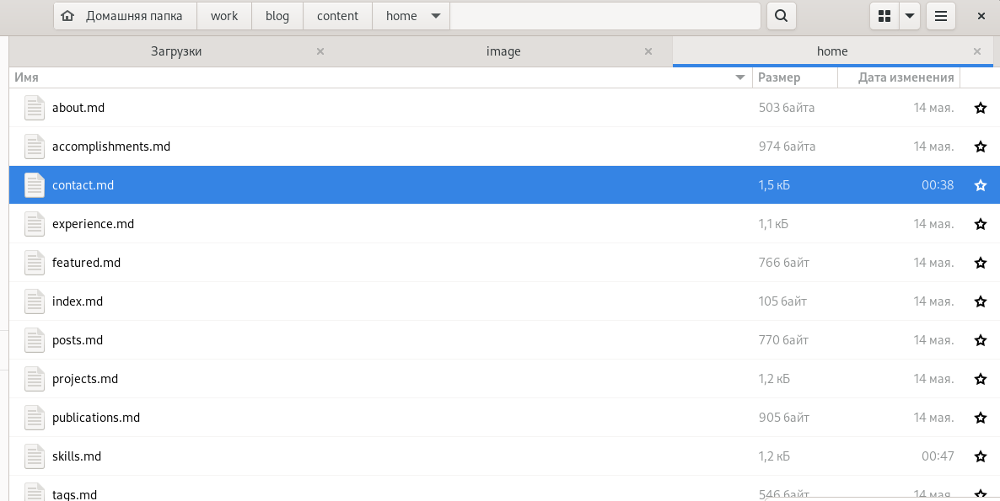 Домашняя папка work blog content home
Загрузки image home
Имя Размер Дата изменения
about.md 503 байта 14 мая.
accomplishments.md 974 байта 14 мая.
contact.md 1,5 кБ 00:38
experience.md 1,1 кБ 14 мая.
featured.md 766 байт 14 мая.
index.md 105 байт 14 мая.
posts.md 770 байт 14 мая.
projects.md 1,2 кБ 14 мая.
publications.md 905 байт 14 мая.
skills.md 1,2 кБ 00:47
tags.md 546 байт 14 мая.